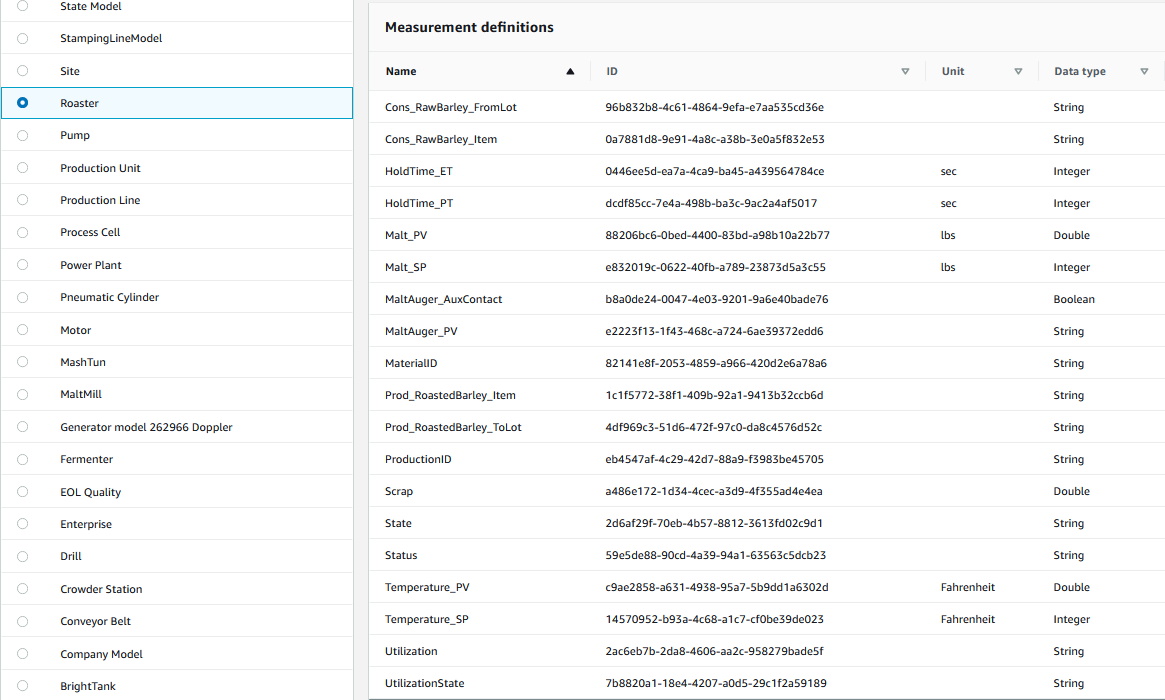 State Model
StampingLineModel
Site
Roaster
Pump
Production Unit
Production Line
Process Cell
Power Plant
Pneumatic Cylinder
Motor
MashTun
MaltMill
Generator model 262966 Doppler
Fermenter
EOL Quality
Enterprise
Drill
Crowder Station
Conveyor Belt
Company Model
BrightTank
Measurement definitions
Name ID Unit Data type
Cons_RawBarley_FromLot 96b832b8-4c61-4864-9efa-e7aa535cd36e String
Cons_RawBarley_Item 0a7881d8-9e91-4a8c-a38b-3e0a5f832e53 String
HoldTime_ET 0446ee5d-ea7a-4ca9-ba45-a439564784ce sec Integer
HoldTime_PT dcdf85cc-7e4a-498b-ba3c-9ac2a4af5017 sec Integer
Malt_PV 88206bc6-0bed-4400-83bd-a98b10a22b77 lbs Double
Malt_SP e832019c-0622-40fb-a789-23873d5a3c55 lbs Integer
MaltAuger_AuxContact b8a0de24-0047-4e03-9201-9a6e40bade76 Boolean
MaltAuger_PV e2223f13-1f43-468c-a724-6ae39372edd6 String
MaterialID 82141e8f-2053-4859-a966-420d2e6a78a6 String
Prod_RoastedBarley_Item 1c1f5772-38f1-409b-92a1-9413b32ccb6d String
Prod_RoastedBarley_ToLot 4df969c3-51d6-472f-97c0-da8c4576d52c String
ProductionID eb4547af-4c29-42d7-88a9-f3983be45705 String
Scrap a486e172-1d34-4cec-a3d9-4f355ad4e4ea Double
State 2d6af29f-70eb-4b57-8812-3613fd02c9d1 String
Status 59e5de88-90cd-4a39-94a1-63563c5dcb23 String
Temperature_PV c9ae2858-a631-4938-95a7-5b9dd1a6302d Fahrenheit Double
Temperature_SP 14570952-b93a-4c68-a1c7-cf0be39de023 Fahrenheit Integer
Utilization 2ac6eb7b-2da8-4606-aa2c-958279bade5f String
UtilizationState 7b8820a1-18e4-4207-a0d5-29c1f2a59189 String